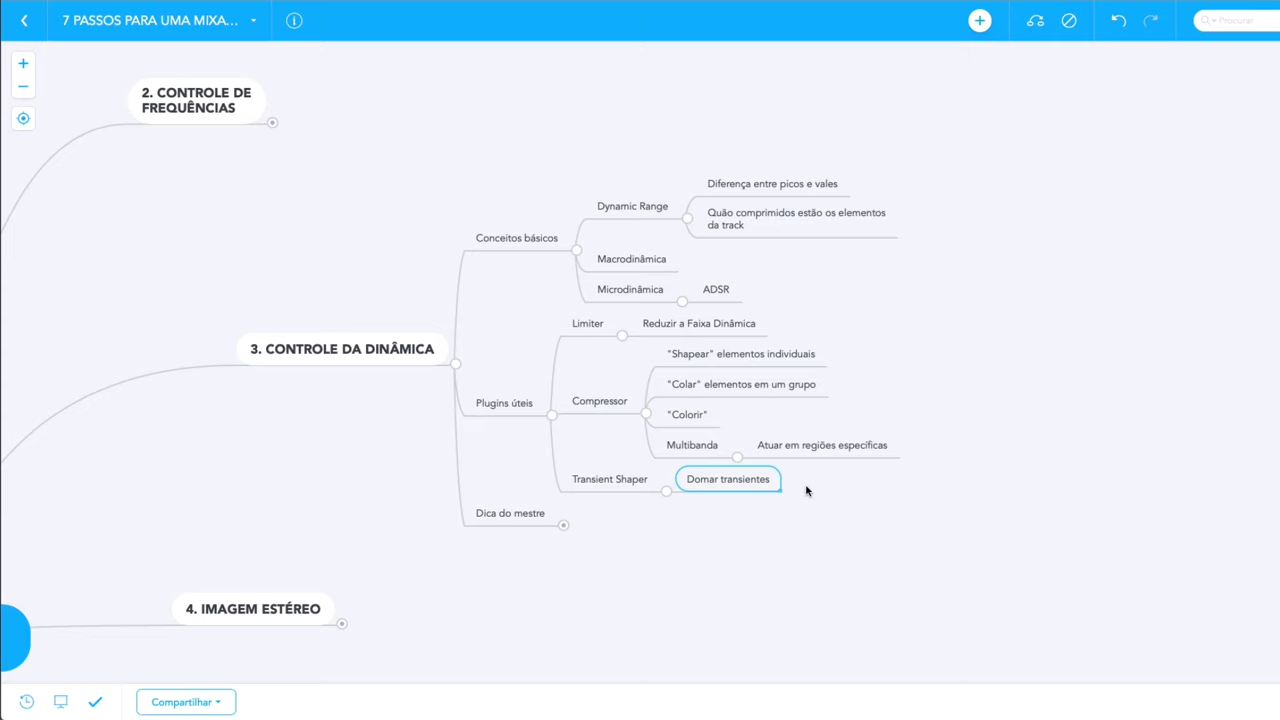 7 PASSOS PARA UMA MIXA...
Procurar
2. CONTROLE DE
FREQUÊNCIAS
Diferença entre picos e vales
Dynamic Range
Quão comprimidos estão os elementos
da track
Conceitos básicos
Macrodinâmica
Microdinâmica
ADSR
Limiter
Reduzir a Faixa Dinâmica
3. CONTROLE DA DINÂMICA
"Shapear" elementos individuais
"Colar" elementos em um grupo
Plugins úteis
Compressor
"Colorir"
Multibanda
Atuar em regiões específicas
Transient Shaper
Domar transientes
Dica do mestre
4. IMAGEM ESTÉREO
Compartilhar